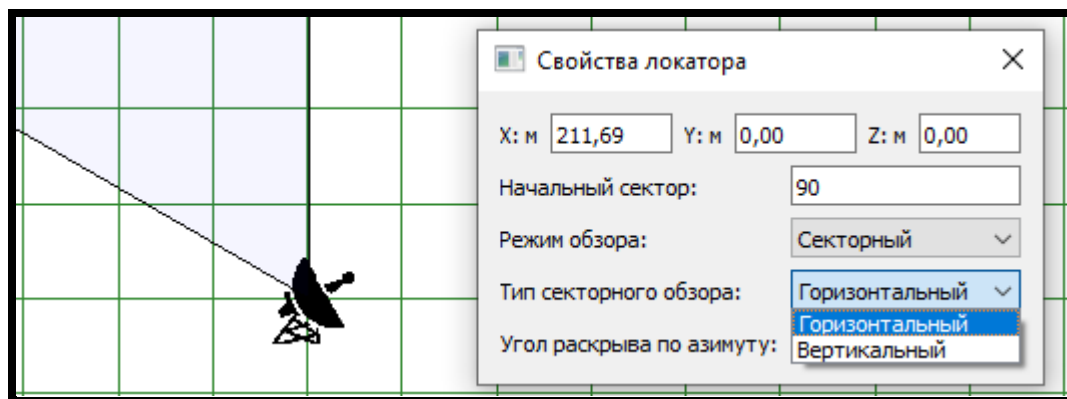 Свойства локатора
X: м 211,69 Y: м 0,00 Z: м 0,00
Начальный сектор: 90
Режим обзора: Секторный
Тип секторного обзора: Горизонтальный
Горизонтальный
Угол раскрыва по азимуту: Вертикальный